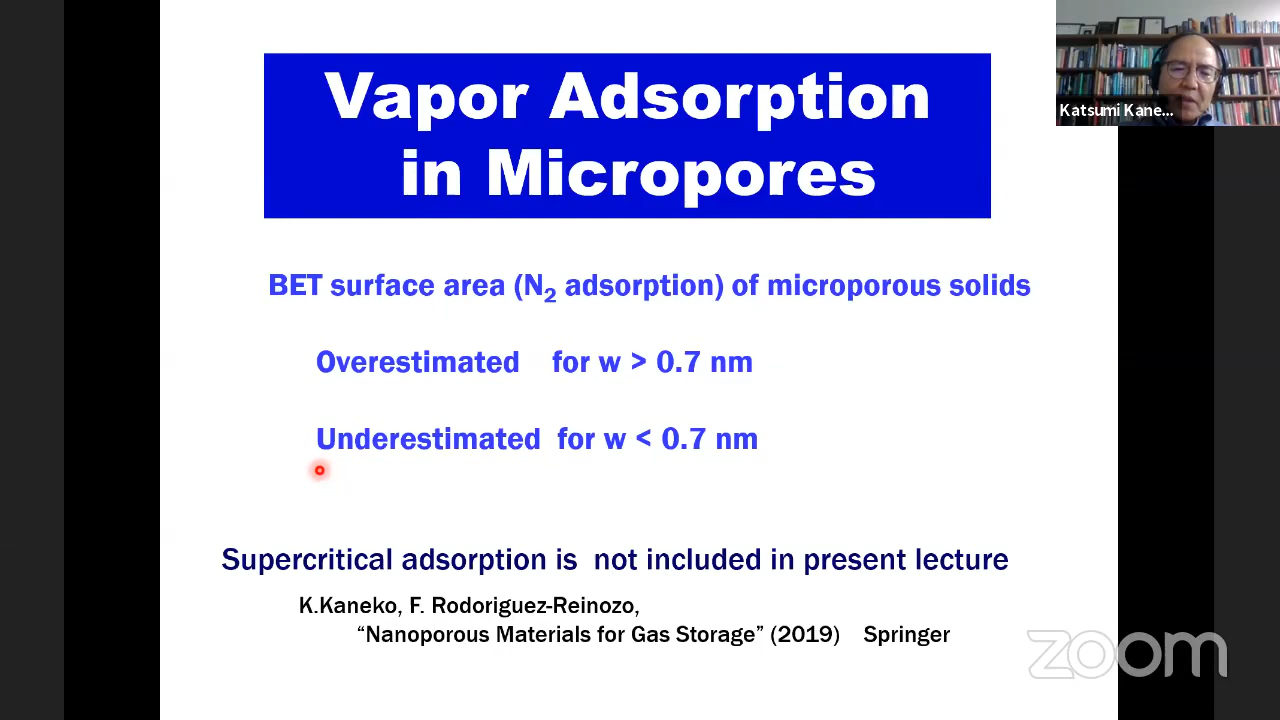 Vapor Adsorption
in Micropores
Katsumi Kane...
BET surface area (N₂ adsorption) of microporous solids
Overestimated for w > 0.7 nm
Underestimated for w < 0.7 nm
Supercritical adsorption is not included in present lecture
K.Kaneko, F. Rodoriguez-Reinozo,
“Nanoporous Materials for Gas Storage” (2019) Springer
zoom